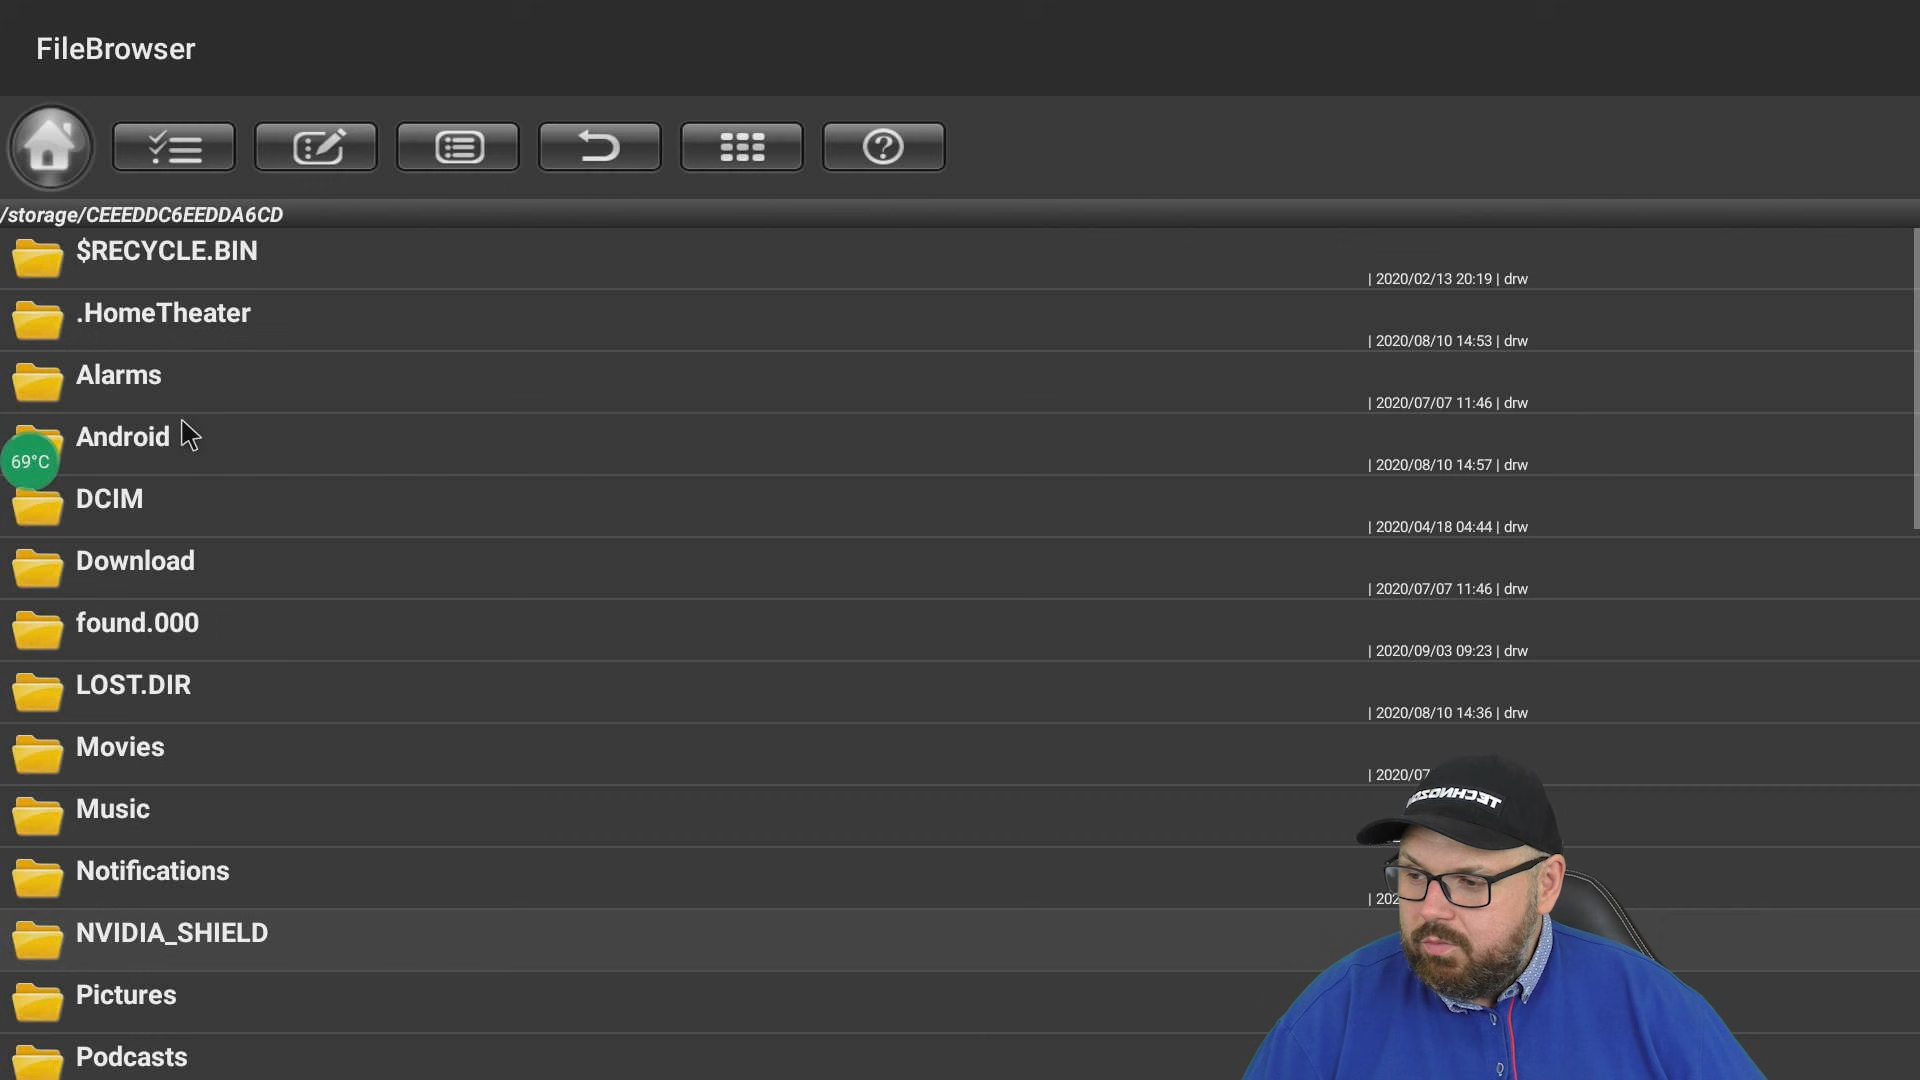 FileBrowser
/storage/CEEEDDC6EEDDA6CD
$RECYCLE.BIN
| 2020/02/13 20:19 | drw
.HomeTheater
| 2020/08/10 14:53 | drw
Alarms
| 2020/07/07 11:46 | drw
Android
69°C
| 2020/08/10 14:57 | drw
DCIM
| 2020/04/18 04:44 | drw
Download
| 2020/07/07 11:46 | drw
found.000
| 2020/09/03 09:23 | drw
LOST.DIR
| 2020/08/10 14:36 | drw
Movies
| 2020/07
Music
Notifications
| 202
NVIDIA_SHIELD
Pictures
Podcasts